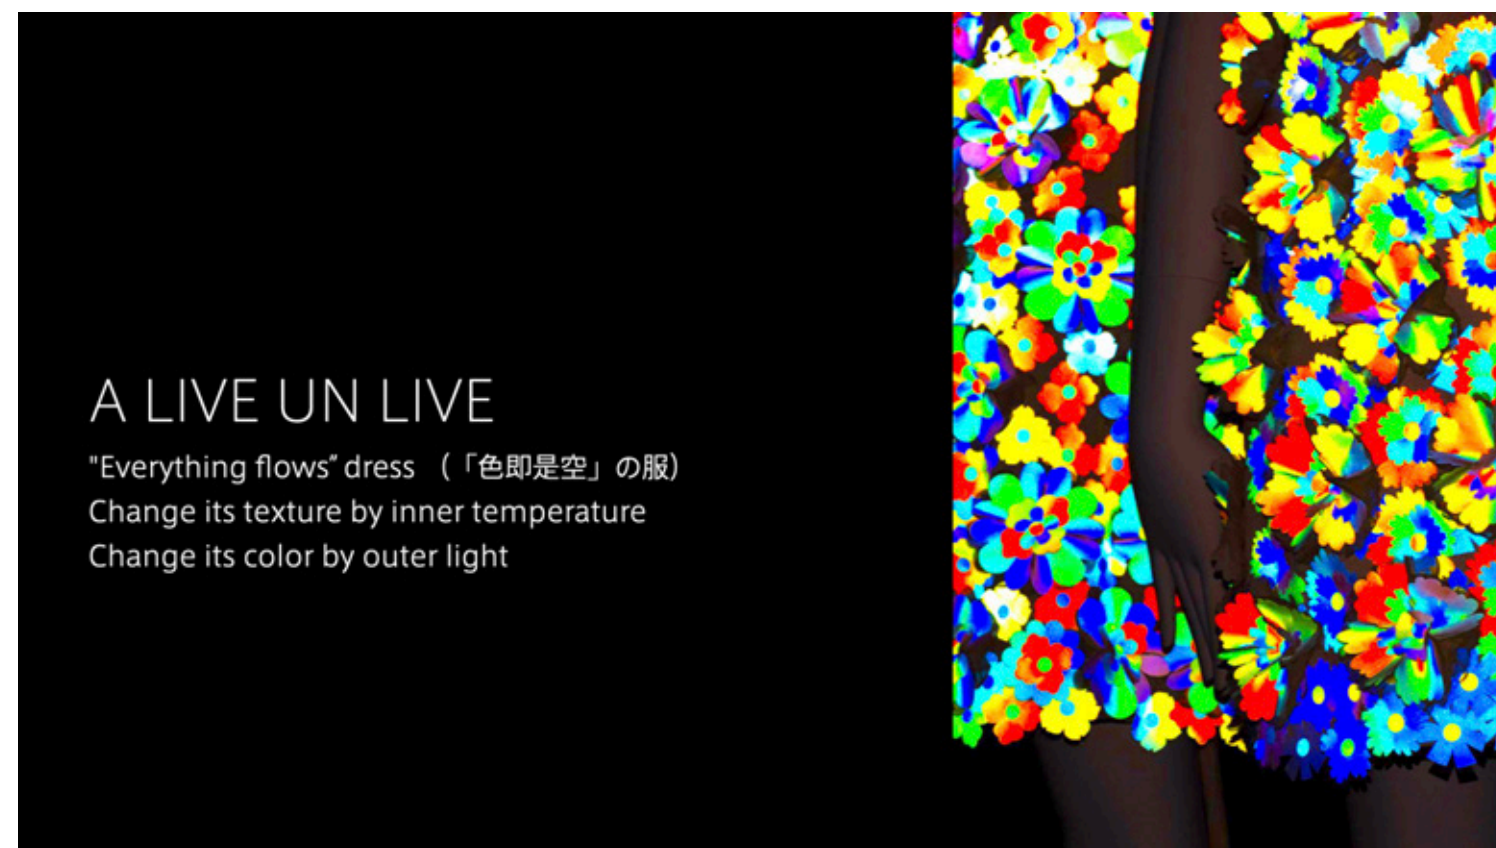 A LIVE UN LIVE
"Everything flows" dress （「色即是空」の服）
Change its texture by inner temperature
Change its color by outer light